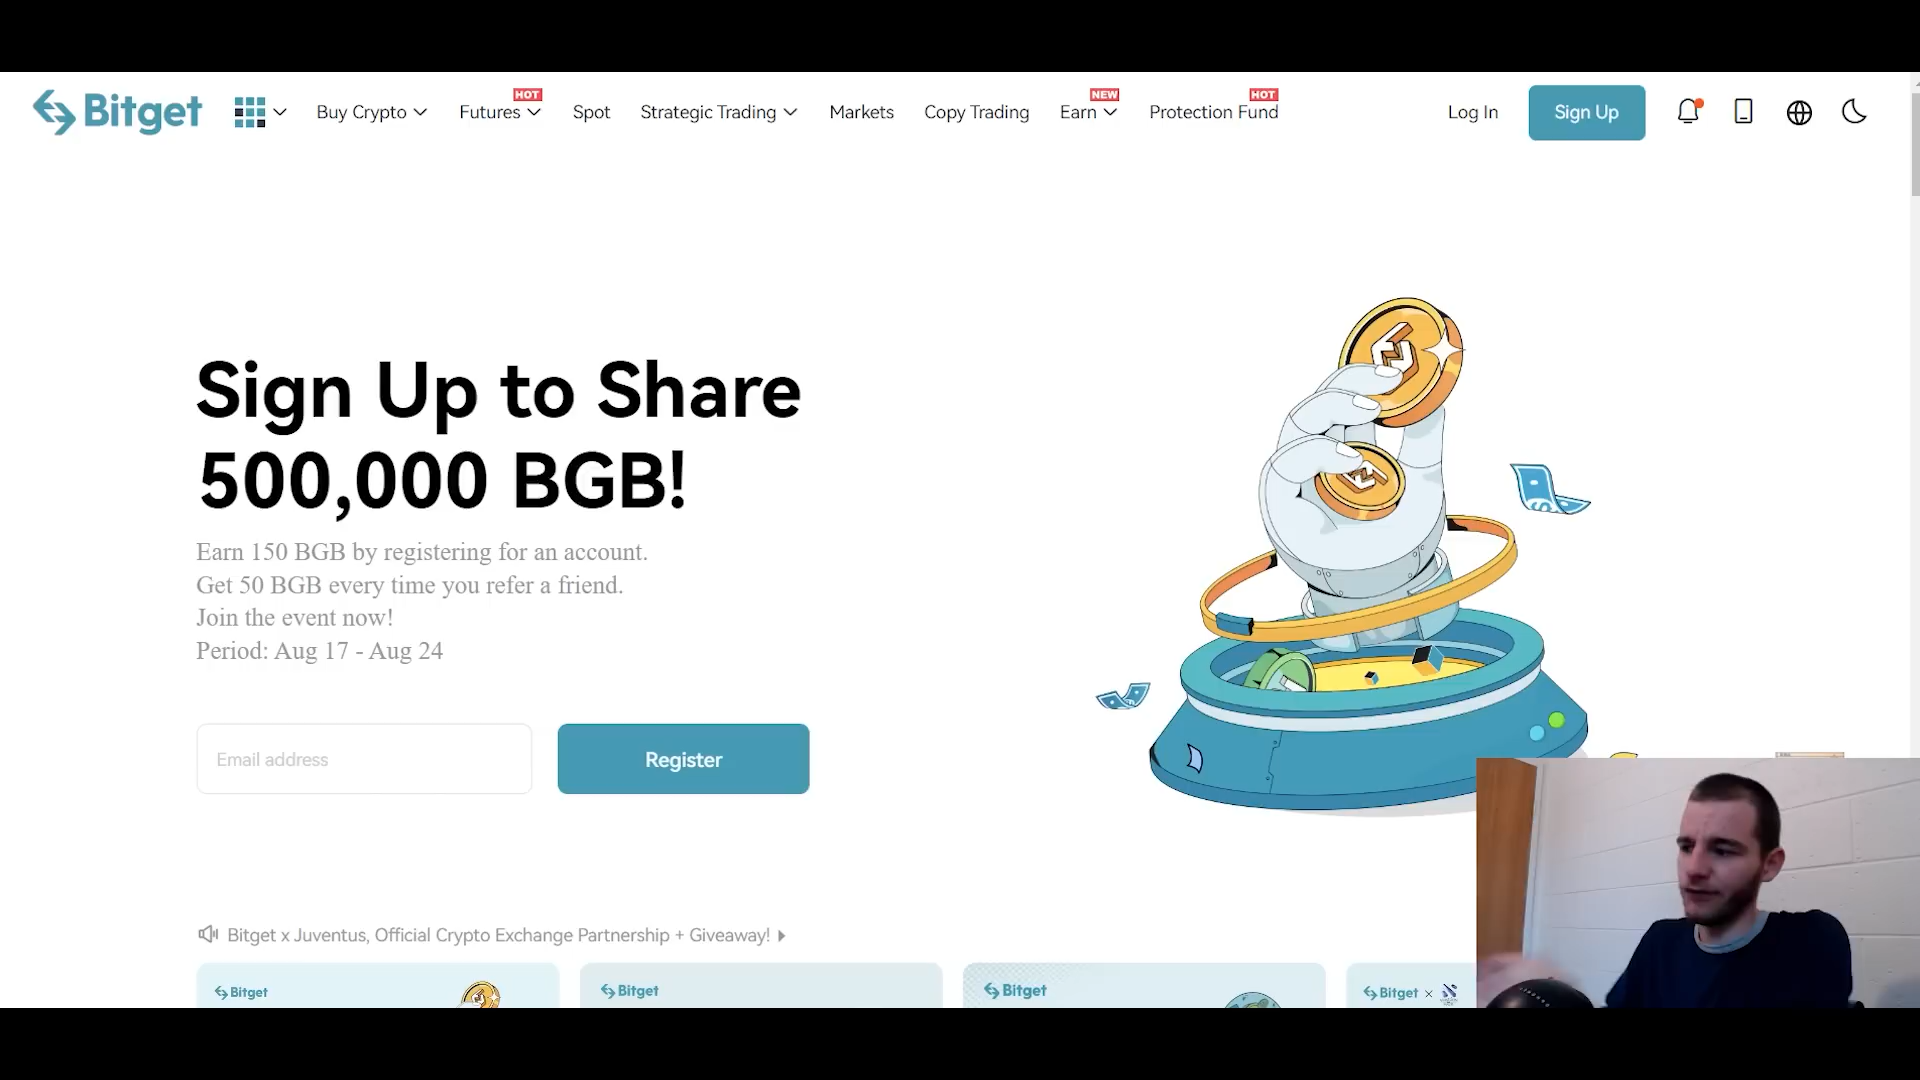 Bitget
Buy Crypto
Futures
HOT
Spot
Strategic Trading
Markets
Copy Trading
Earn
NEW
Protection Fund
HOT
Log In
Sign Up
Sign Up to Share
500,000 BGB!
Earn 150 BGB by registering for an account.
Get 50 BGB every time you refer a friend.
Join the event now!
Period: Aug 17 - Aug 24
Email address
Register
Bitget x Juventus, Official Crypto Exchange Partnership + Giveaway!
Bitget
Bitget
Bitget
Bitget ×